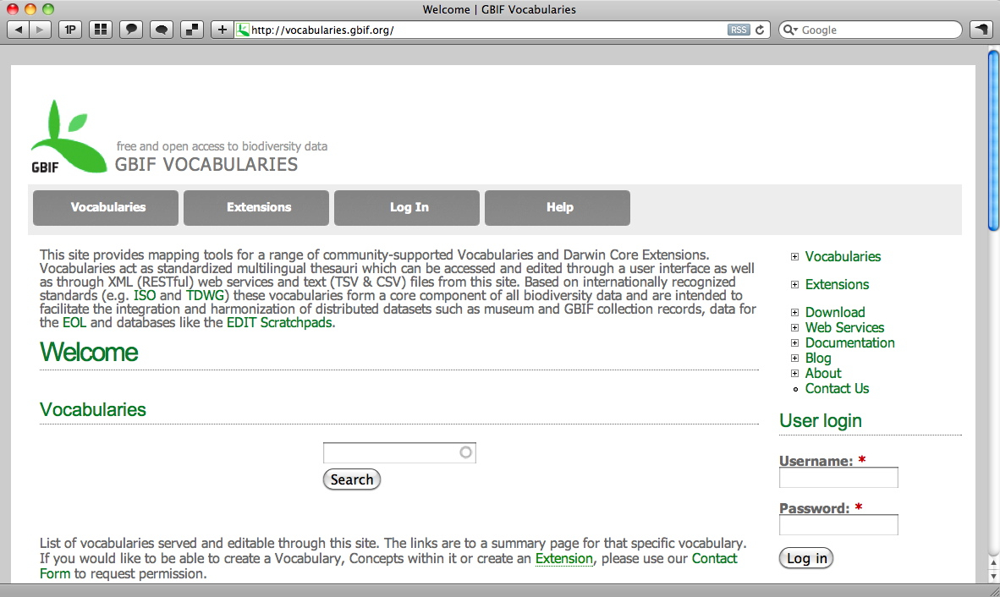 Welcome | GBIF Vocabularies
1P
http://vocabularies.gbif.org/
RSS
Google
GBIF
free and open access to biodiversity data
GBIF VOCABULARIES
Vocabularies
Extensions
Log In
Help
This site provides mapping tools for a range of community-supported Vocabularies and Darwin Core Extensions.
Vocabularies act as standardized multilingual thesauri which can be accessed and edited through a user interface as well
as through XML (RESTful) web services and text (TSV & CSV) files from this site. Based on internationally recognized
standards (e.g. ISO and TDWG) these vocabularies form a core component of all biodiversity data and are intended to
facilitate the integration and harmonization of distributed datasets such as museum and GBIF collection records, data for
the EOL and databases like the EDIT Scratchpads.
Welcome
Vocabularies
Search
List of vocabularies served and editable through this site. The links are to a summary page for that specific vocabulary.
If you would like to be able to create a Vocabulary, Concepts within it or create an Extension, please use our Contact
Form to request permission.
Vocabularies
Extensions
Download
Web Services
Documentation
Blog
About
Contact Us
User login
Username: *
Password: *
Log in